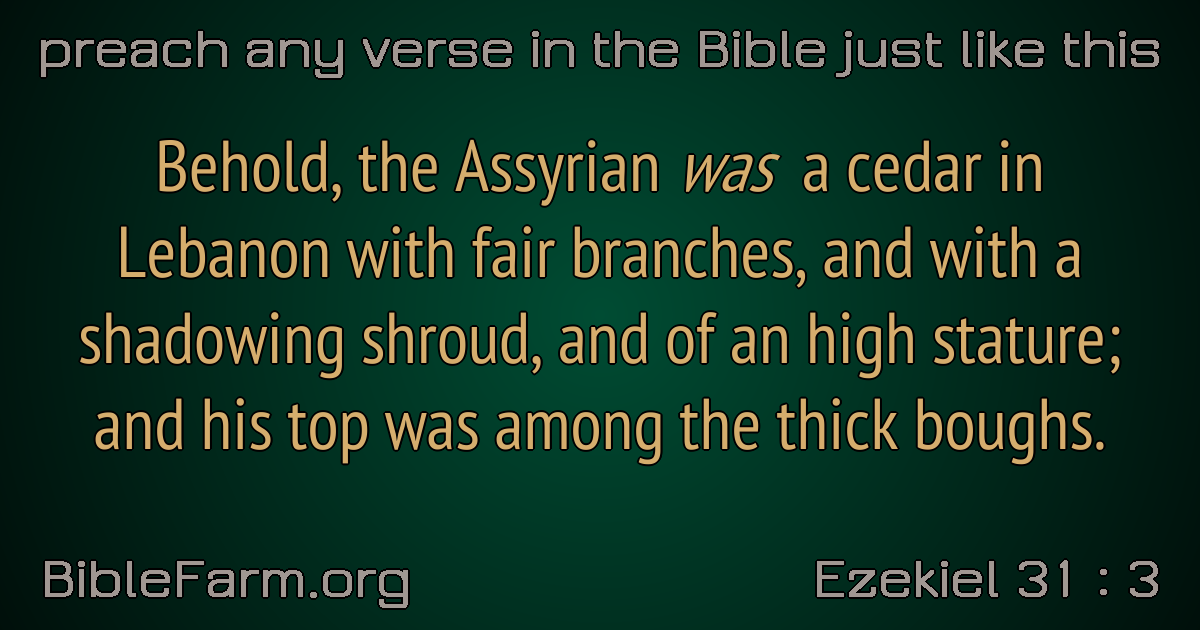 preach any verse in the Bible just like this
Behold, the Assyrian was a cedar in
Lebanon with fair branches, and with a
shadowing shroud, and of an high stature;
and his top was among the thick boughs.
BibleFarm.org
Ezekiel 31 : 3